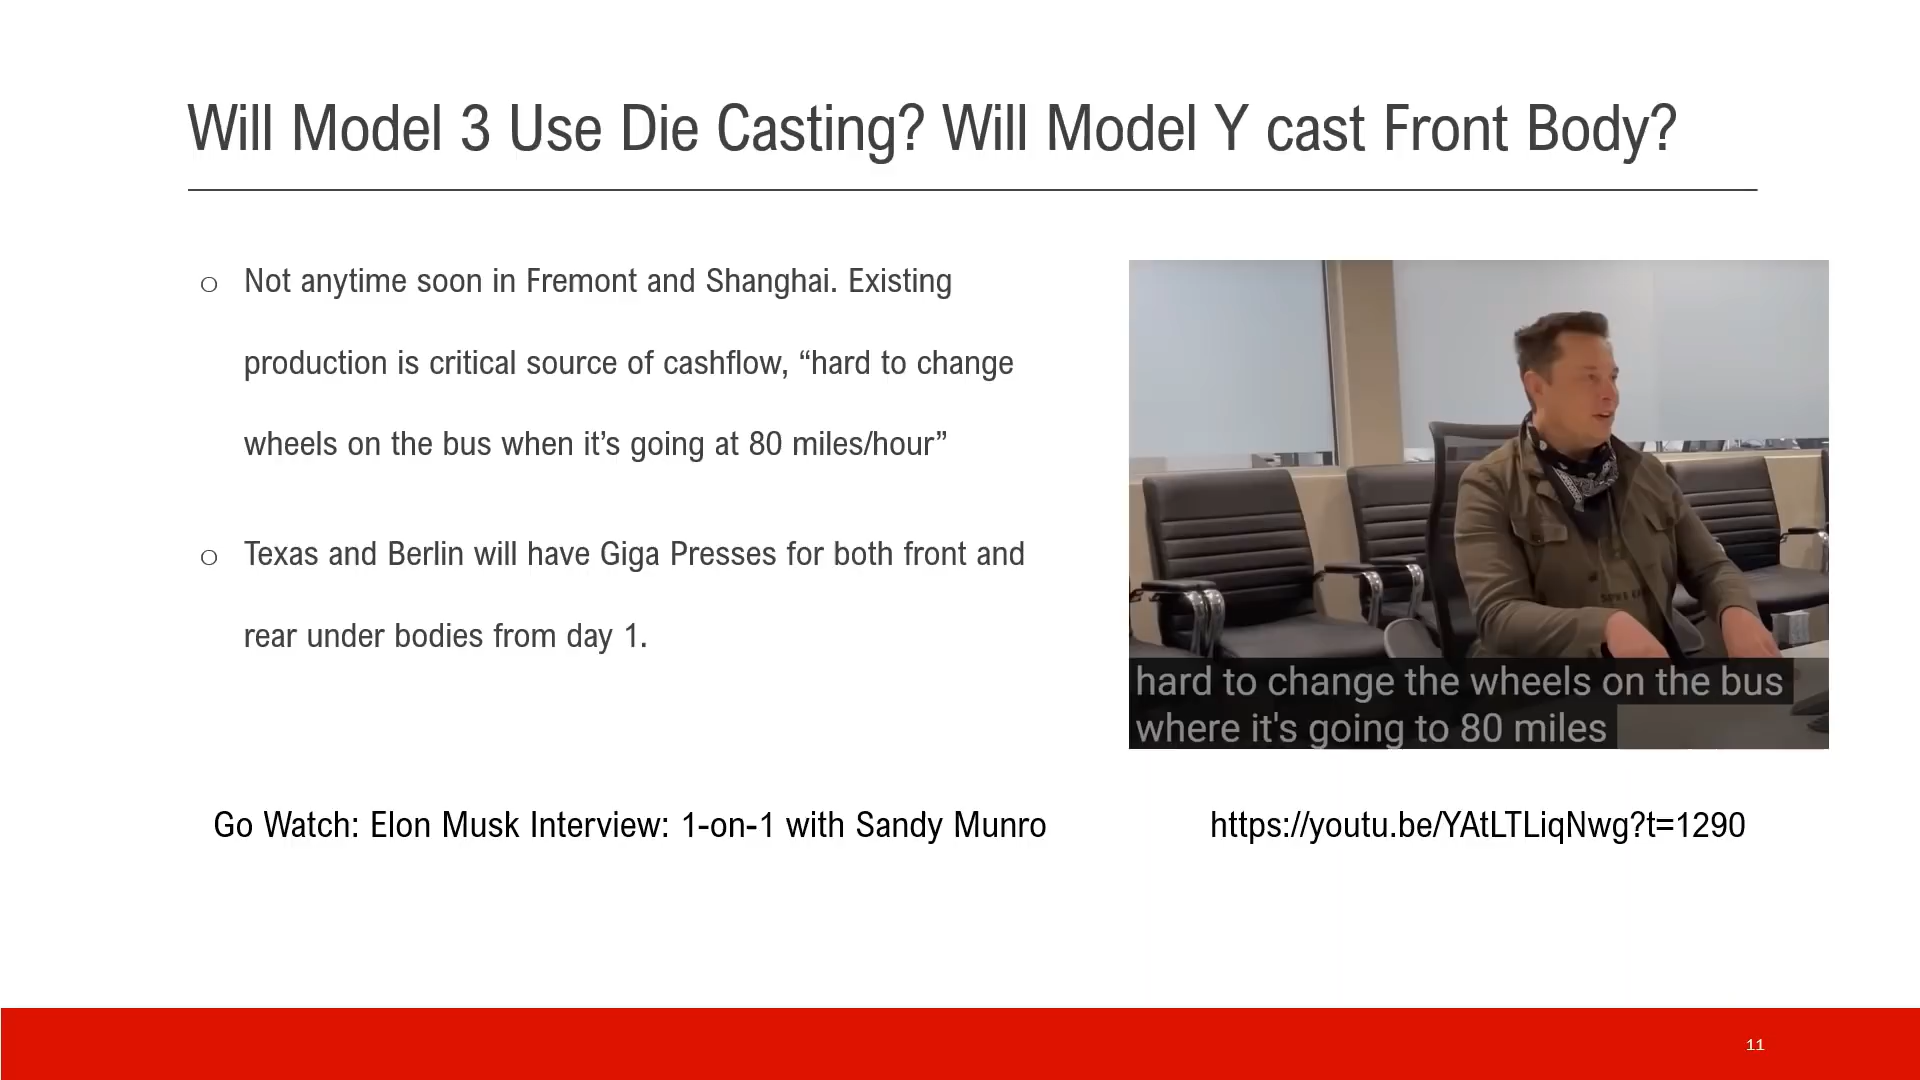 Will Model 3 Use Die Casting? Will Model Y cast Front Body?
o Not anytime soon in Fremont and Shanghai. Existing
production is critical source of cashflow, “hard to change
wheels on the bus when it’s going at 80 miles/hour”
o Texas and Berlin will have Giga Presses for both front and
rear under bodies from day 1.
hard to change the wheels on the bus
where it's going to 80 miles
Go Watch: Elon Musk Interview: 1-on-1 with Sandy Munro
https://youtu.be/YAtLTLiqNwg?t=1290
11